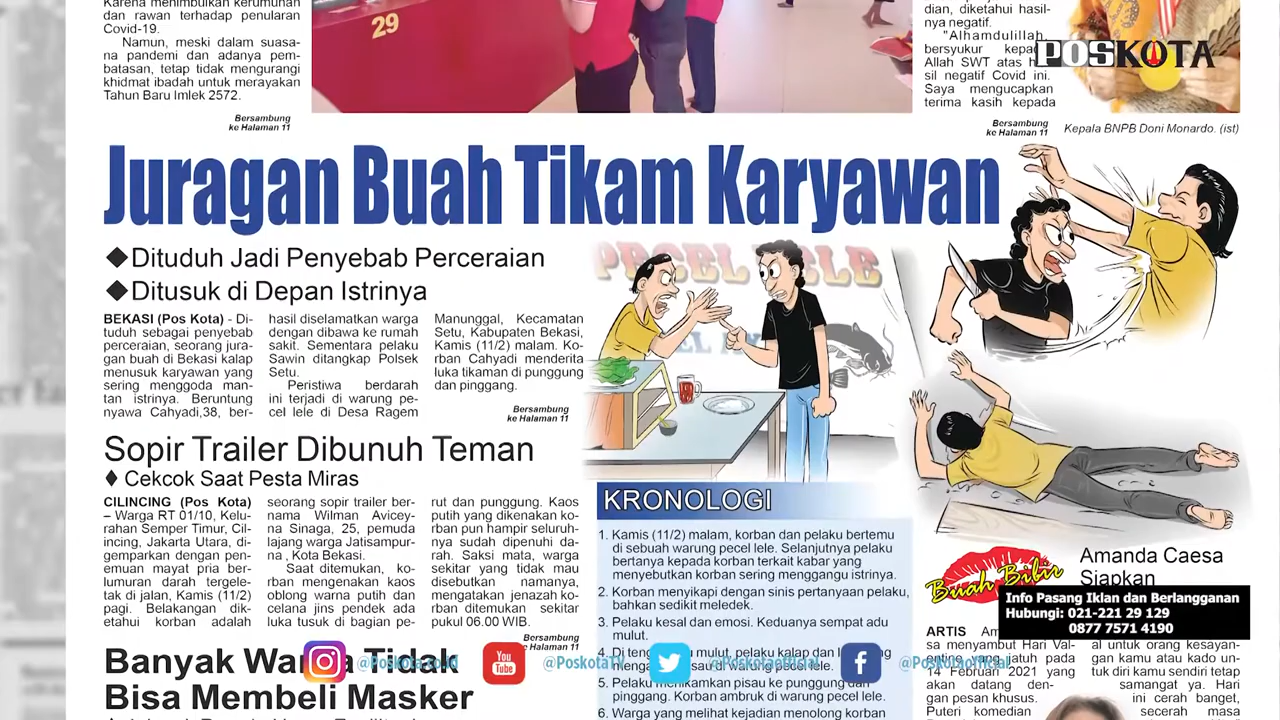 Karena menimbulkan kerumunan
dan rawan terhadap penularan
Covid-19.
Namun, meski dalam suasa-
na pandemi dan adanya pem-
batasan, tetap tidak mengurangi
khidmat ibadah untuk merayakan
Tahun Baru Imlek 2572.
Bersambung
ke Halaman 11
29
dian, diketahui hasil-
nya negatif.
"Alhamdulillah,
bersyukur
Allah SWT atas
sil negatif Covid ini.
Saya mengucapkan
terima kasih kepada
Bersambung
ke Halaman 11
POSKOTA
Kepala BNPB Doni Monardo. (ist)
Juragan Buah Tikam Karyawan
◆Dituduh Jadi Penyebab Perceraian
◆Ditusuk di Depan Istrinya
BEKASI (Pos Kota) - Di-
tuduh sebagai penyebab
perceraian, seorang jura-
gan buah di Bekasi kalap
menusuk karyawan yang
sering menggoda man-
tan istrinya. Beruntung
nyawa Cahyadi,38, ber-
hasil diselamatkan warga
dengan dibawa ke rumah
sakit. Sementara pelaku
Sawin ditangkap Polsek
Setu.
Peristiwa berdarah
ini terjadi di warung pe-
cel lele di Desa Ragem
Manunggal, Kecamatan
Setu, Kabupaten Bekasi,
Kamis (11/2) malam. Ko-
rban Cahyadi menderita
luka tikaman di punggung
dan pinggang.
Bersambung
ke Halaman 11
PECEL LELE
Sopir Trailer Dibunuh Teman
◆ Cekcok Saat Pesta Miras
CILINCING (Pos Kota)
– Warga RT 01/10, Kelu-
rahan Semper Timur, Cil-
incing, Jakarta Utara, di-
gemparkan dengan pen-
emuan mayat pria ber-
lumuran darah tergele-
tak di jalan, Kamis (11/2)
pagi. Belakangan dik-
etahui korban adalah
seorang sopir trailer ber-
nama Wilman Avicey-
na Sinaga, 25, pemuda
lajang warga Jatisampur-
na , Kota Bekasi.
Saat ditemukan, ko-
rban mengenakan kaos
oblong warna putih dan
celana jins pendek ada
luka tusuk di bagian pe-
rut dan punggung. Kaos
putih yang dikenakan ko-
rban pun hampir seluruh-
nya sudah dipenuhi da-
rah. Saksi mata, warga
sekitar yang tidak mau
disebutkan namanya,
mengatakan jenazah ko-
rban ditemukan sekitar
pukul 06.00 WIB.
Bersambung
ke Halaman 11
KRONOLOGI
1. Kamis (11/2) malam, korban dan pelaku bertemu
di sebuah warung pecel lele. Selanjutnya pelaku
bertanya kepada korban terkait kabar yang
menyebutkan korban sering menggangu istrinya.
2. Korban menyikapi dengan sinis pertanyaan pelaku,
bahkan sedikit meledek.
3. Pelaku kesal dan emosi. Keduanya sempat adu
mulut.
4. Di mulut, pelaku kalap dan
5. Pelaku menikamkan pisau ke punggung dan
pinggang. Korban ambruk di warung pecel lele.
6. Warga yang melihat kejadian menolong korban
Buah Bibir
Amanda Caesa
Siapkan
Info Pasang Iklan dan Berlangganan
Hubungi: 021-221 29 129
0877 7571 4190
ARTIS
sa menyambut Hari Val-
entine yang jatuh pada
14 Februari 2021 yang
akan datang den-
gan pesan khusus.
Puteri, komedian
al untuk orang kesayan-
gan kamu atau kado un-
tuk diri kamu sendiri tetap
samangat ya. Hari
ini cerah banget,
secerah masa
Banyak Warga Tidak
Bisa Membeli Masker
@Poskota.co.id
You Tube
@PoskotaTV
@Poskotaofficial
@Poskotaofficial